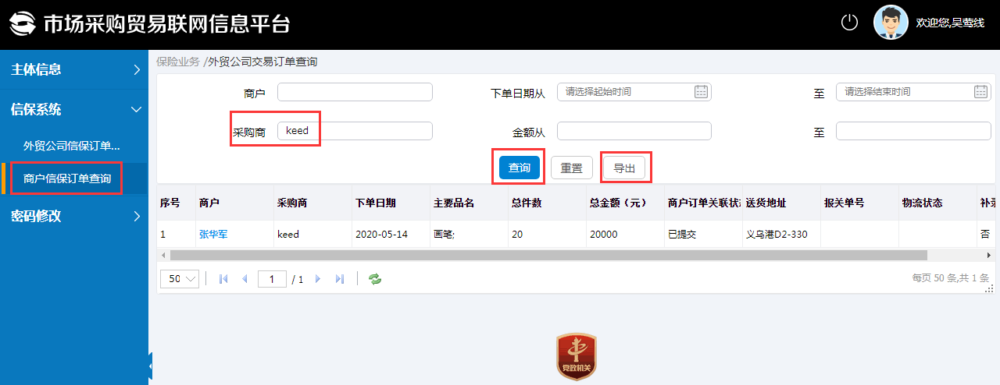 市场采购贸易联网信息平台
欢迎您,吴莺线
主体信息
信保系统
外贸公司信保订单...
商户信保订单查询
密码修改
保险业务 /外贸公司交易订单查询
商户 下单日期从 请选择起始时间 至 请选择结束时间
采购商 keed 金额从 至
查询 重置 导出
序号 商户 采购商 下单日期 主要品名 总件数 总金额（元） 商户订单关联状态 送货地址 报关单号 物流状态 补录
1 张华军 keed 2020-05-14 画笔; 20 20000 已提交 义乌港D2-330 否
50 1 / 1 每页 50 条,共 1 条
党政机关